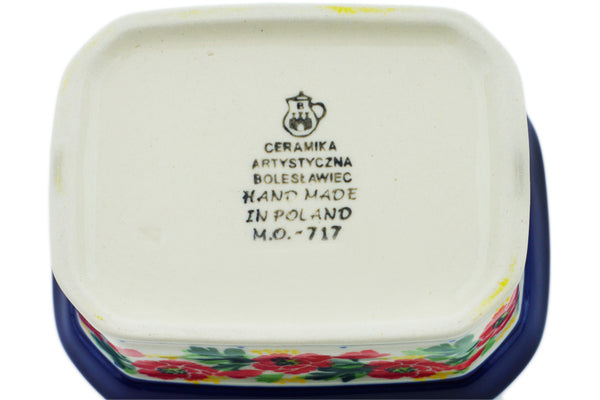 B
CERAMIKA
ARTYSTYCZNA
BOLESŁAWIEC
HAND MADE
IN POLAND
M.O.-717